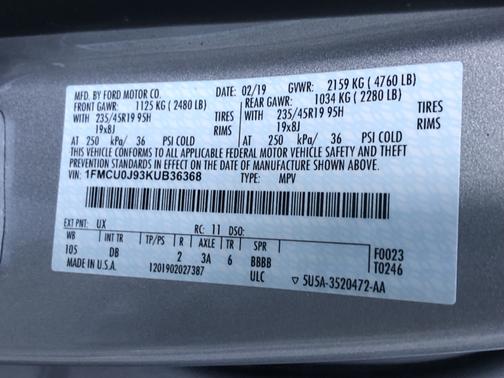 MFD. BY FORD MOTOR CO.
DATE: 02/19 GVWR: 2159 KG ( 4760 LB)
FRONT GAWR: 1125 KG ( 2480 LB) REAR GAWR: 1034 KG ( 2280 LB)
WITH 235/45R19 95H TIRES WITH 235/45R19 95H TIRES
19x8J RIMS 19x8J RIMS
AT 250 kPa/ 36 PSI COLD AT 250 kPa/ 36 PSI COLD
THIS VEHICLE CONFORMS TO ALL APPLICABLE FEDERAL MOTOR VEHICLE SAFETY, BUMPER, AND THEFT
PREVENTION STANDARDS IN EFFECT ON THE DATE OF MANUFACTURE SHOWN ABOVE.
VIN: 1FMCU0J93KUB36368 TYPE: MPV
EXT PNT: UX RC: 11 DSO:
WB INT TR TP/PS R AXLE TR SPR F0023
105 DB 2 3A 6 BBBB T0246
MADE IN U.S.A. 1201902027387 ULC 5U5A-3520472-AA